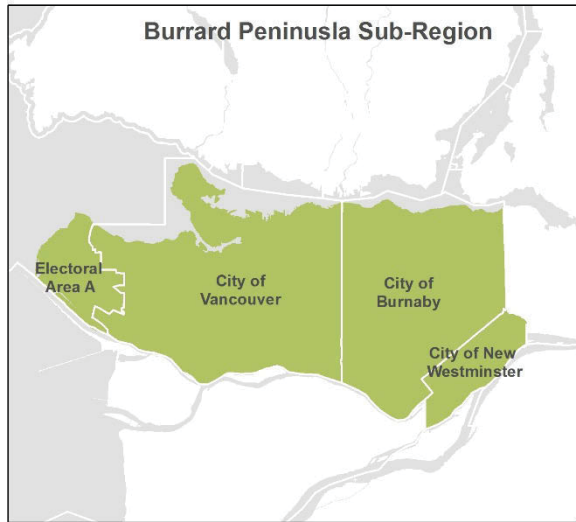 Burrard Peninusla Sub-Region
Electoral
Area A
City of
Vancouver
City of
Burnaby
City of New
Westminster